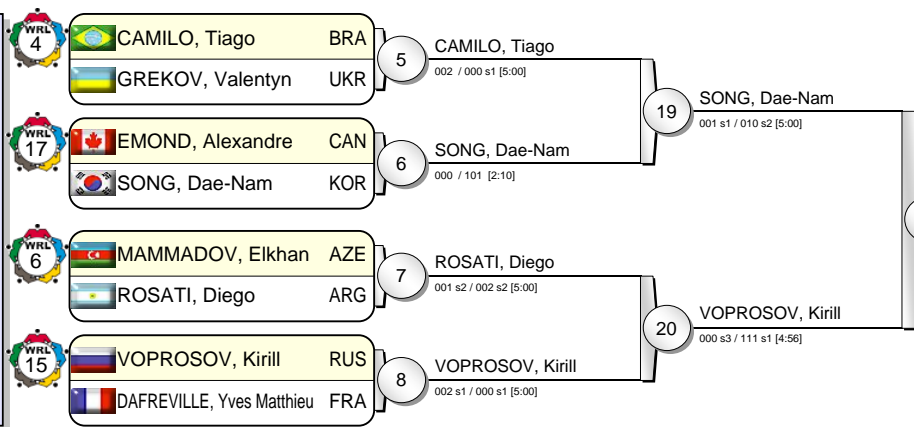 WRL
4
CAMILO, Tiago BRA
GREKOV, Valentyn UKR
5
CAMILO, Tiago
002 / 000 s1 [5:00]
WRL
17
EMOND, Alexandre CAN
SONG, Dae-Nam KOR
6
SONG, Dae-Nam
000 / 101 [2:10]
19
SONG, Dae-Nam
001 s1 / 010 s2 [5:00]
WRL
6
MAMMADOV, Elkhan AZE
ROSATI, Diego ARG
7
ROSATI, Diego
001 s2 / 002 s2 [5:00]
WRL
15
VOPROSOV, Kirill RUS
DAFREVILLE, Yves Matthieu FRA
8
VOPROSOV, Kirill
002 s1 / 000 s1 [5:00]
20
VOPROSOV, Kirill
000 s3 / 111 s1 [4:56]